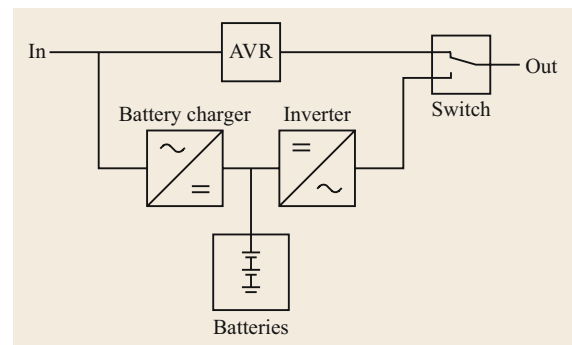 In
AVR
Out
Switch
Battery charger
Inverter
Batteries